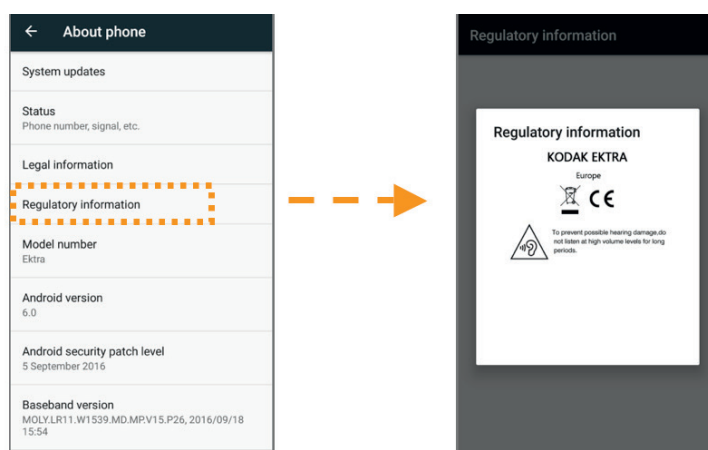 About phone
System updates
Status
Phone number, signal, etc.
Legal information
Regulatory information
Model number
Ektra
Android version
6.0
Android security patch level
5 September 2016
Baseband version
MOLY.LR11.W1539.MD.MP.V15.P26, 2016/09/18
15:54
Regulatory information
Regulatory information
KODAK EKTRA
Europe
CE
To prevent possible hearing damage,do
not listen at high volume levels for long
periods.